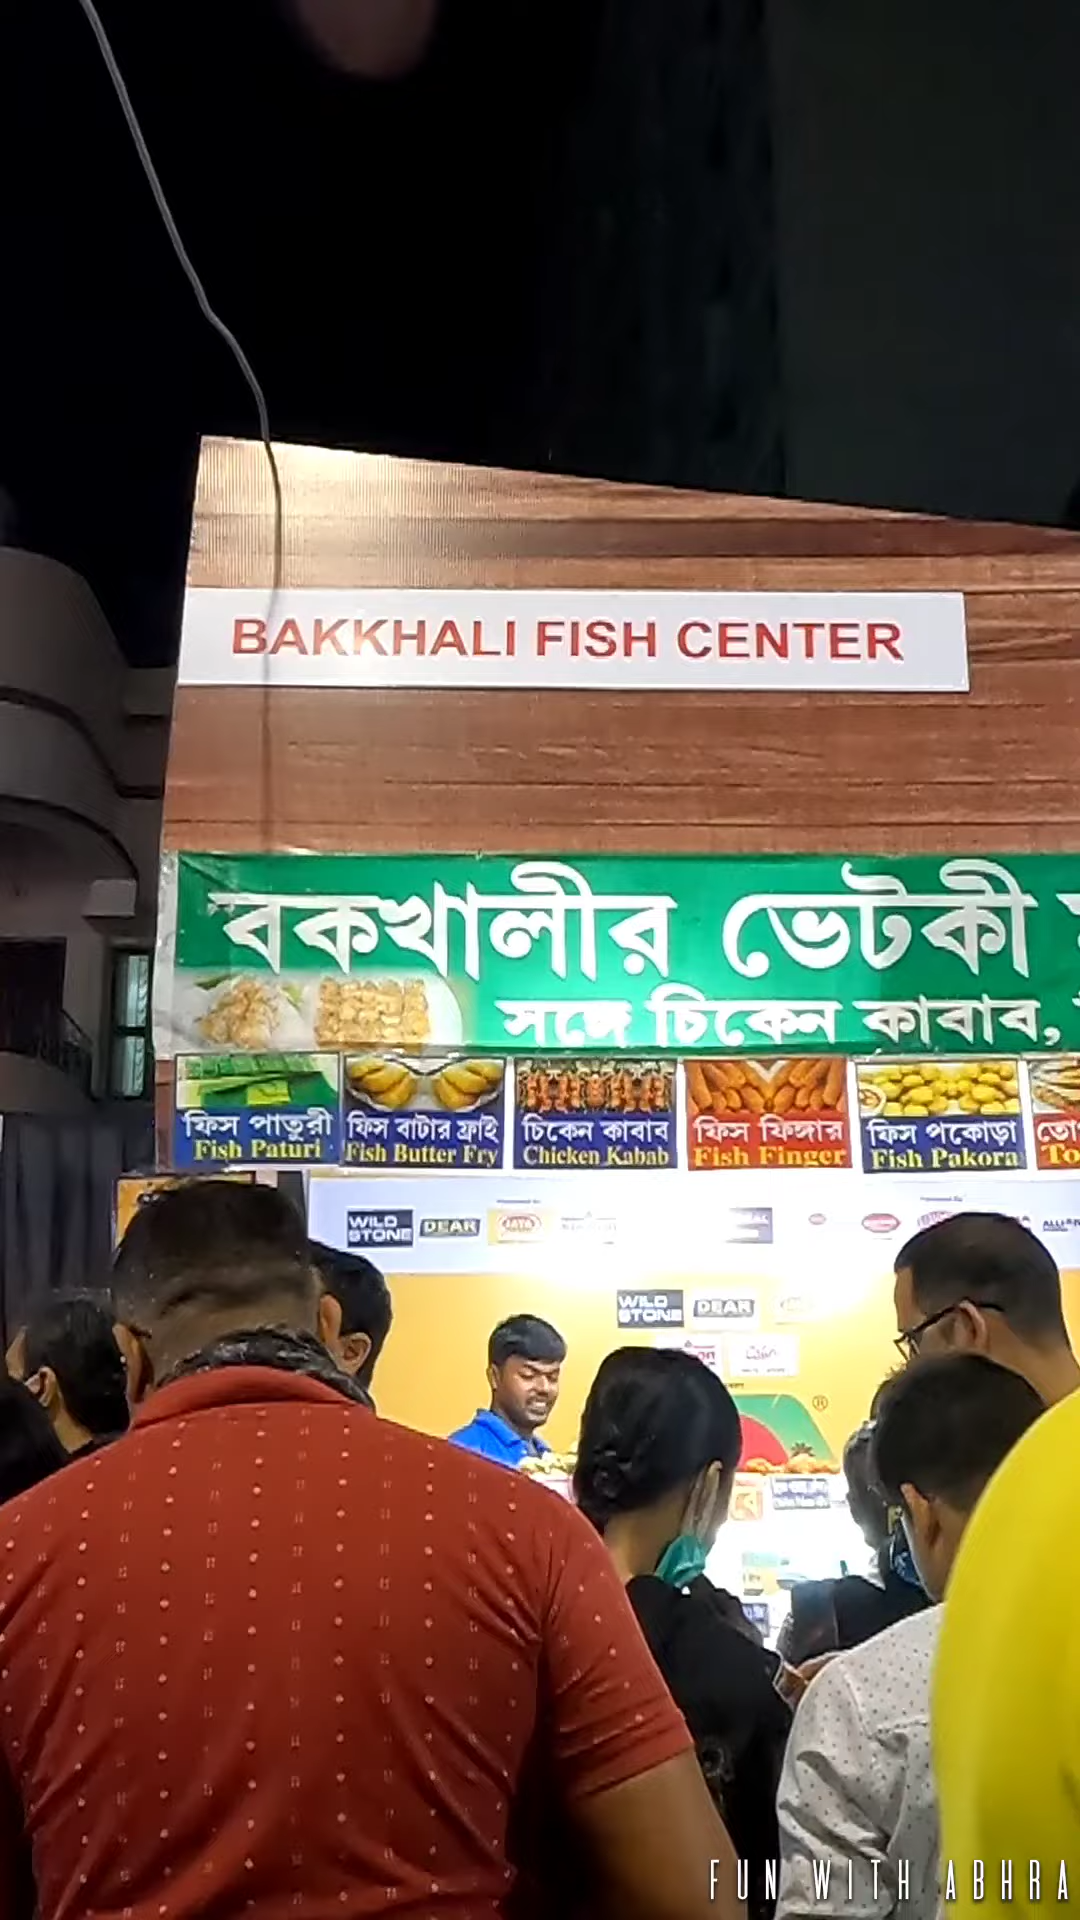 BAKKHALI FISH CENTER
বকখালীর ভেটকী
সঙ্গে চিকেন কাবাব,
ফিস পাতুরী
Fish Paturi
ফিস বাটার ফ্রাই
Fish Butter Fry
চিকেন কাবাব
Chicken Kabab
ফিস ফিঙ্গার
Fish Finger
ফিস পকোড়া
Fish Pakora
WILD STONE
DEAR
WILD STONE
DEAR
FUN WITH ABHRA